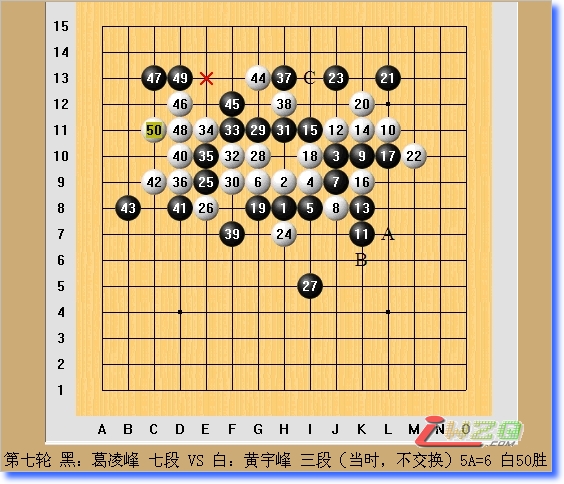 15
14
13 47 49 44 37 C 23 21
12 46 45 38 20
11 50 48 34 33 29 31 15 12 14 10
10 40 35 32 28 18 3 9 17 22
9 42 36 25 30 6 2 4 7 16
8 43 41 26 19 1 5 8 13
7 39 24 11 A
6 B
5 27
4
3
2
1
A B C D E F G H I J K L M N O
iWZQ
.COM
第七轮 黑：葛凌峰 七段 VS 白：黄宇峰 三段（当时，不交换）5A=6 白50胜